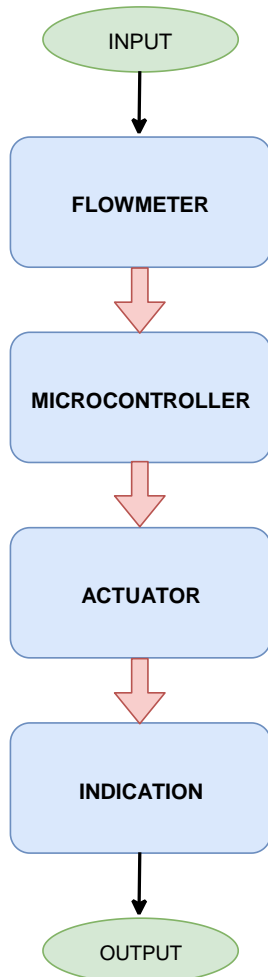 INPUT
FLOWMETER
MICROCONTROLLER
ACTUATOR
INDICATION
OUTPUT